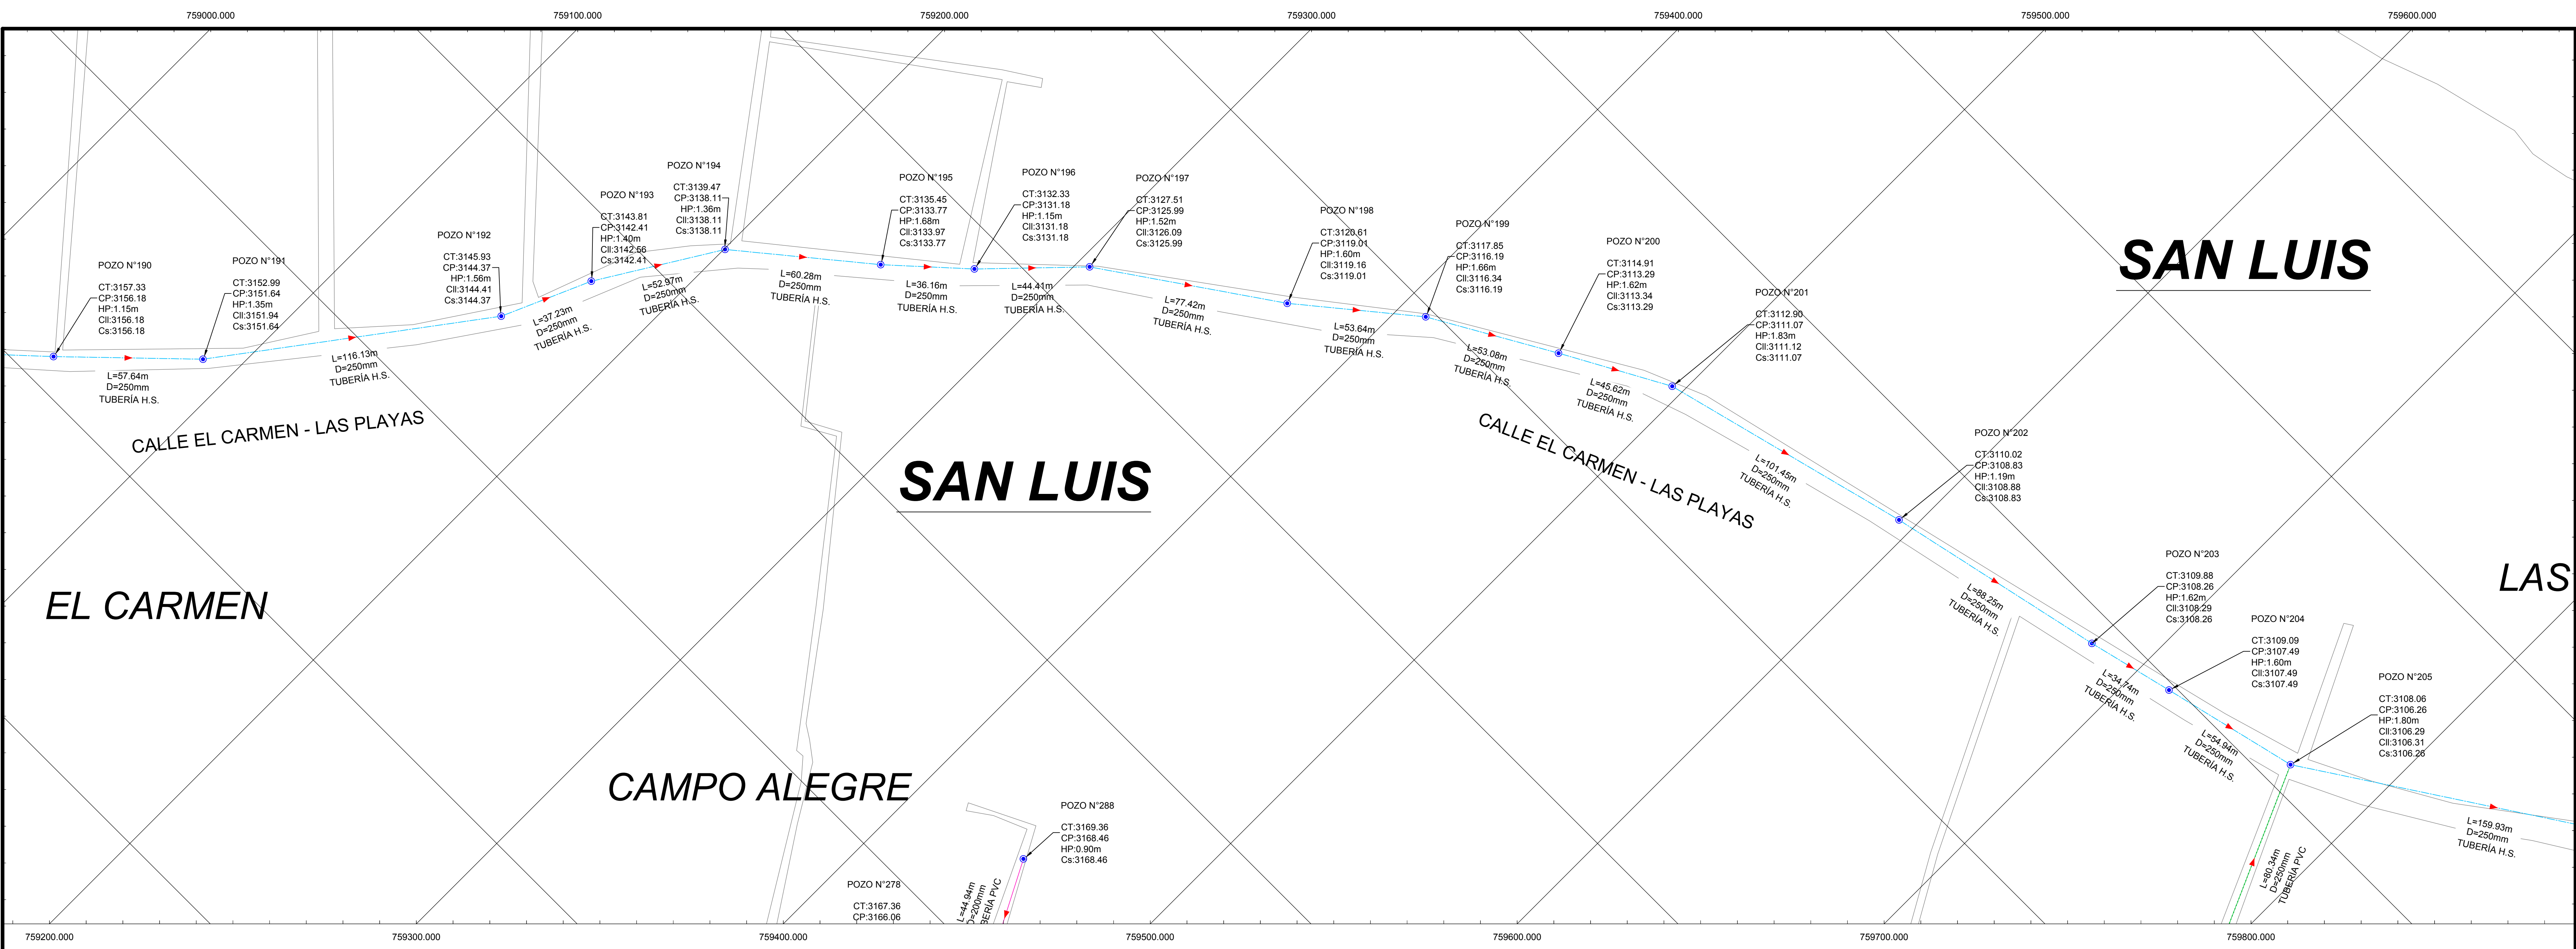 759000.000
759100.000
759200.000
759300.000
759400.000
759500.000
759600.000
POZO N°190
CT:3157.33
CP:3156.18
HP:1.15m
CII:3156.18
Cs:3156.18
POZO N°191
CT:3152.99
CP:3151.64
HP:1.35m
CII:3151.94
Cs:3151.64
POZO N°192
CT:3145.93
CP:3144.37
HP:1.56m
CII:3144.41
Cs:3144.37
POZO N°193
CT:3143.81
CP:3142.41
HP:1.40m
CII:3142.56
Cs:3142.41
POZO N°194
CT:3139.47
CP:3138.11
HP:1.36m
CII:3138.11
Cs:3138.11
POZO N°195
CT:3135.45
CP:3133.77
HP:1.68m
CII:3133.97
Cs:3133.77
POZO N°196
CT:3132.33
CP:3131.18
HP:1.15m
CII:3131.18
Cs:3131.18
POZO N°197
CT:3127.51
CP:3125.99
HP:1.52m
CII:3126.09
Cs:3125.99
POZO N°198
CT:3120.61
CP:3119.01
HP:1.60m
CII:3119.16
Cs:3119.01
POZO N°199
CT:3117.85
CP:3116.19
HP:1.66m
CII:3116.34
Cs:3116.19
POZO N°200
CT:3114.91
CP:3113.29
HP:1.62m
CII:3113.34
Cs:3113.29
POZO N°201
CT:3112.90
CP:3111.07
HP:1.83m
CII:3111.12
Cs:3111.07
SAN LUIS
L=57.64m
D=250mm
TUBERÍA H.S.
L=116.13m
D=250mm
TUBERÍA H.S.
L=37.23m
D=250mm
TUBERÍA H.S.
L=52.97m
D=250mm
TUBERÍA H.S.
L=60.28m
D=250mm
TUBERÍA H.S.
L=36.16m
D=250mm
TUBERÍA H.S.
L=44.41m
D=250mm
TUBERÍA H.S.
L=77.42m
D=250mm
TUBERÍA H.S.
L=53.64m
D=250mm
TUBERÍA H.S.
L=53.08m
D=250mm
TUBERÍA H.S.
L=45.62m
D=250mm
TUBERÍA H.S.
CALLE EL CARMEN - LAS PLAYAS
SAN LUIS
CALLE EL CARMEN - LAS PLAYAS
L=101.45m
D=250mm
TUBERÍA H.S.
POZO N°202
CT:3110.02
CP:3108.83
HP:1.19m
CII:3108.88
Cs:3108.83
EL CARMEN
L=88.25m
D=250mm
TUBERÍA H.S.
POZO N°203
CT:3109.88
CP:3108.26
HP:1.62m
CII:3108.29
Cs:3108.26
LAS
POZO N°204
CT:3109.09
CP:3107.49
HP:1.60m
CII:3107.49
Cs:3107.49
L=34.74m
D=250mm
TUBERÍA H.S.
POZO N°205
CT:3108.06
CP:3106.26
HP:1.80m
CII:3106.29
CII:3106.31
Cs:3106.26
L=54.94m
D=250mm
TUBERÍA H.S.
CAMPO ALEGRE
POZO N°288
CT:3169.36
CP:3168.46
HP:0.90m
Cs:3168.46
L=159.93m
D=250mm
TUBERÍA H.S.
POZO N°278
CT:3167.36
CP:3166.06
L=44.94m
D=200mm
BERÍA PVC
L=80.34m
D=250mm
TUBERÍA PVC
759200.000
759300.000
759400.000
759500.000
759600.000
759700.000
759800.000